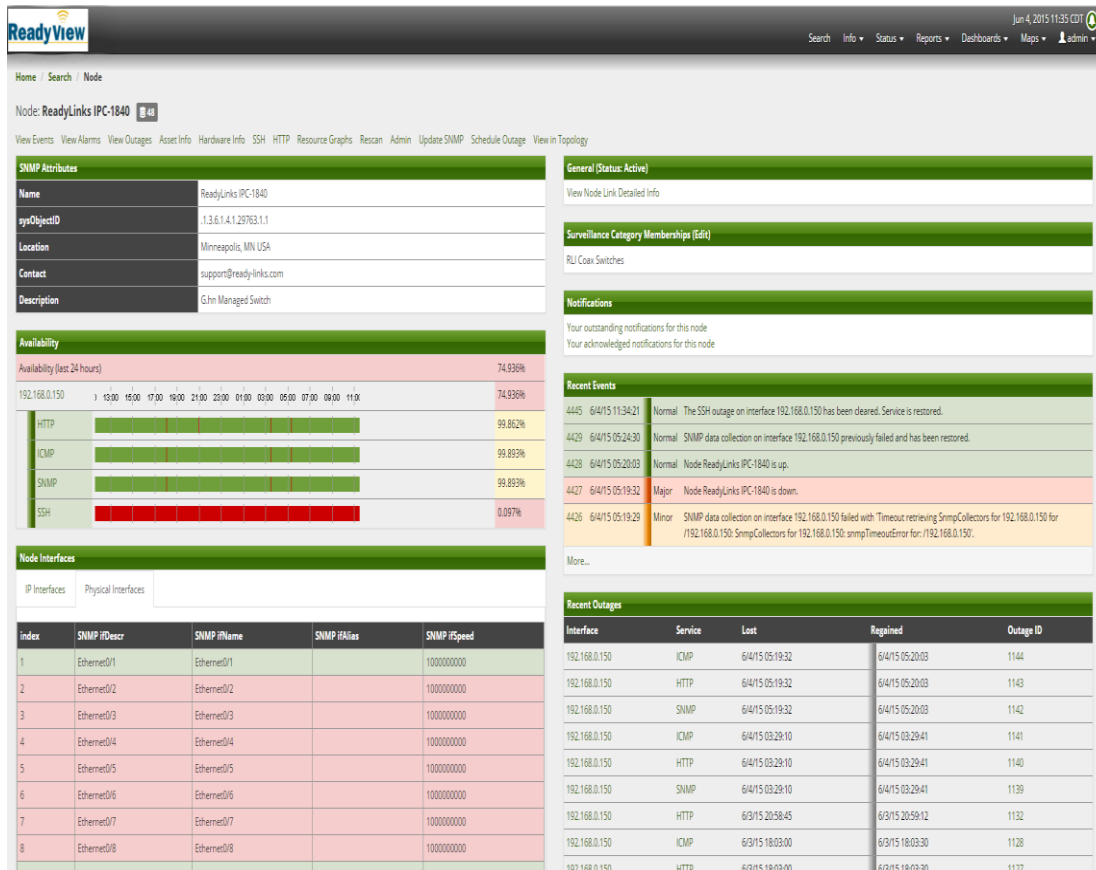 ReadyView
Jun 4, 2015 11:35 CDT
Search Info Status Reports Dashboards Maps admin
Home / Search / Node
Node: ReadyLinks IPC-1840 48
View Events View Alarms View Outages Asset Info Hardware Info SSH HTTP Resource Graphs Rescan Admin Update SNMP Schedule Outage View in Topology
SNMP Attributes
Name ReadyLinks IPC-1840
sysObjectID .1.3.6.1.4.1.29763.1.1
Location Minneapolis, MN USA
Contact support@ready-links.com
Description G.hn Managed Switch
Availability
Availability (last 24 hours) 74.936%
192.168.0.150 13:00 15:00 17:00 19:00 21:00 23:00 01:00 03:00 05:00 07:00 09:00 74.936%
HTTP 99.862%
ICMP 99.893%
SNMP 99.893%
SSH 0.097%
Node Interfaces
IP Interfaces Physical Interfaces
index SNMP ifDescr SNMP ifName SNMP ifAlias SNMP ifSpeed
1 Ethernet0/1 Ethernet0/1 1000000000
2 Ethernet0/2 Ethernet0/2 1000000000
3 Ethernet0/3 Ethernet0/3 1000000000
4 Ethernet0/4 Ethernet0/4 1000000000
5 Ethernet0/5 Ethernet0/5 1000000000
6 Ethernet0/6 Ethernet0/6 1000000000
7 Ethernet0/7 Ethernet0/7 1000000000
8 Ethernet0/8 Ethernet0/8 1000000000
General (Status: Active)
View Node Link Detailed Info
Surveillance Category Memberships (Edit)
RLI Coax Switches
Notifications
Your outstanding notifications for this node
Your acknowledged notifications for this node
Recent Events
4445 6/4/15 11:34:21 Normal The SSH outage on interface 192.168.0.150 has been cleared. Service is restored.
4429 6/4/15 05:24:30 Normal SNMP data collection on interface 192.168.0.150 previously failed and has been restored.
4428 6/4/15 05:20:03 Normal Node ReadyLinks IPC-1840 is up.
4427 6/4/15 05:19:32 Major Node ReadyLinks IPC-1840 is down.
4426 6/4/15 05:19:29 Minor SNMP data collection on interface 192.168.0.150 failed with 'Timeout retrieving SnmpCollectors for 192.168.0.150 for
/192.168.0.150: SnmpCollectors for 192.168.0.150: snmpTimeoutError for: /192.168.0.150'.
More...
Recent Outages
Interface Service Lost Regained Outage ID
192.168.0.150 ICMP 6/4/15 05:19:32 6/4/15 05:20:03 1144
192.168.0.150 HTTP 6/4/15 05:19:32 6/4/15 05:20:03 1143
192.168.0.150 SNMP 6/4/15 05:19:32 6/4/15 05:20:03 1142
192.168.0.150 ICMP 6/4/15 03:29:10 6/4/15 03:29:41 1141
192.168.0.150 HTTP 6/4/15 03:29:10 6/4/15 03:29:41 1140
192.168.0.150 SNMP 6/4/15 03:29:10 6/4/15 03:29:41 1139
192.168.0.150 HTTP 6/3/15 20:58:45 6/3/15 20:59:12 1132
192.168.0.150 ICMP 6/3/15 18:03:00 6/3/15 18:03:30 1128
192.168.0.150 HTTP 6/3/15 18:03:00 6/3/15 18:03:30 1127